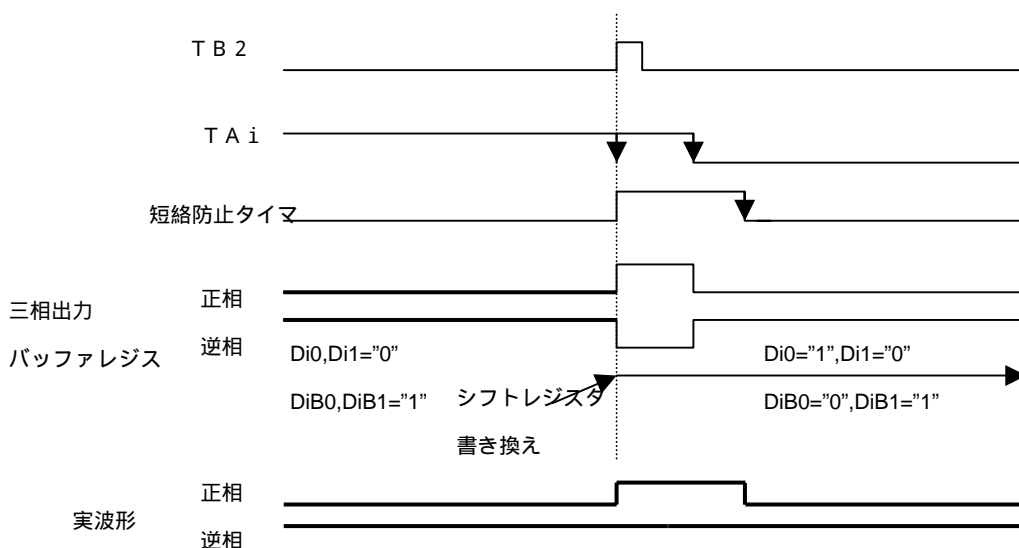 ＴＢ２
ＴＡｉ
短絡防止タイマ
三相出力
バッファレジス
正相
逆相
Di0,Di1=”0”
DiB0,DiB1=”1”
シフトレジスタ
書き換え
Di0=”1”,Di1=”0”
DiB0=”0”,DiB1=”1”
実波形
正相
逆相